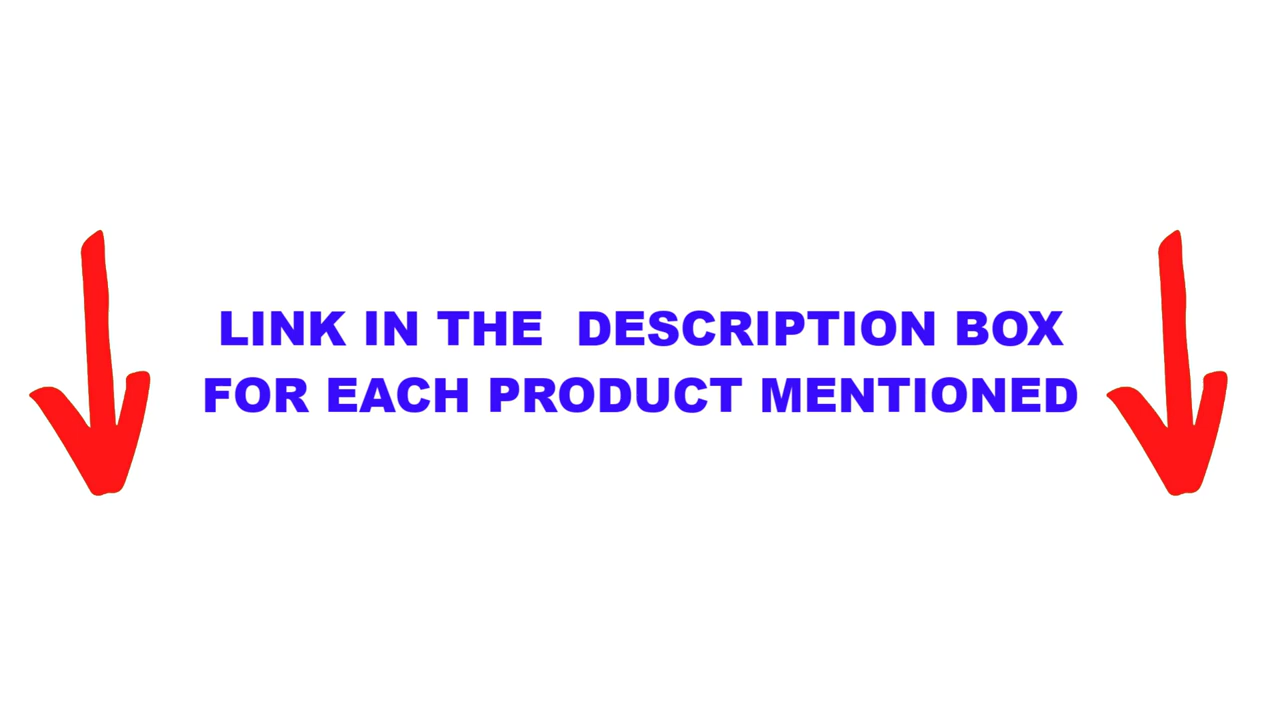 LINK IN THE  DESCRIPTION BOX
FOR EACH PRODUCT MENTIONED